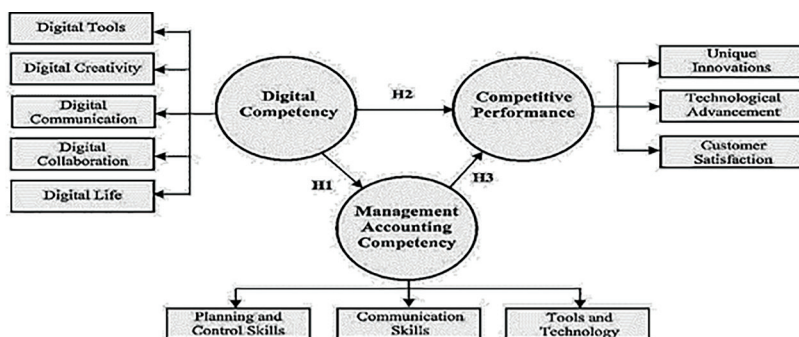 Digital Tools
Digital Creativity
Digital
Communication
Digital
Collaboration
Digital Life
Digital
Competency
H2
Competitive
Performance
Unique
Innovations
Technological
Advancement
Customer
Satisfaction
H1
H3
Management
Accounting
Competency
Planning and
Control Skills
Communication
Skills
Tools and
Technology